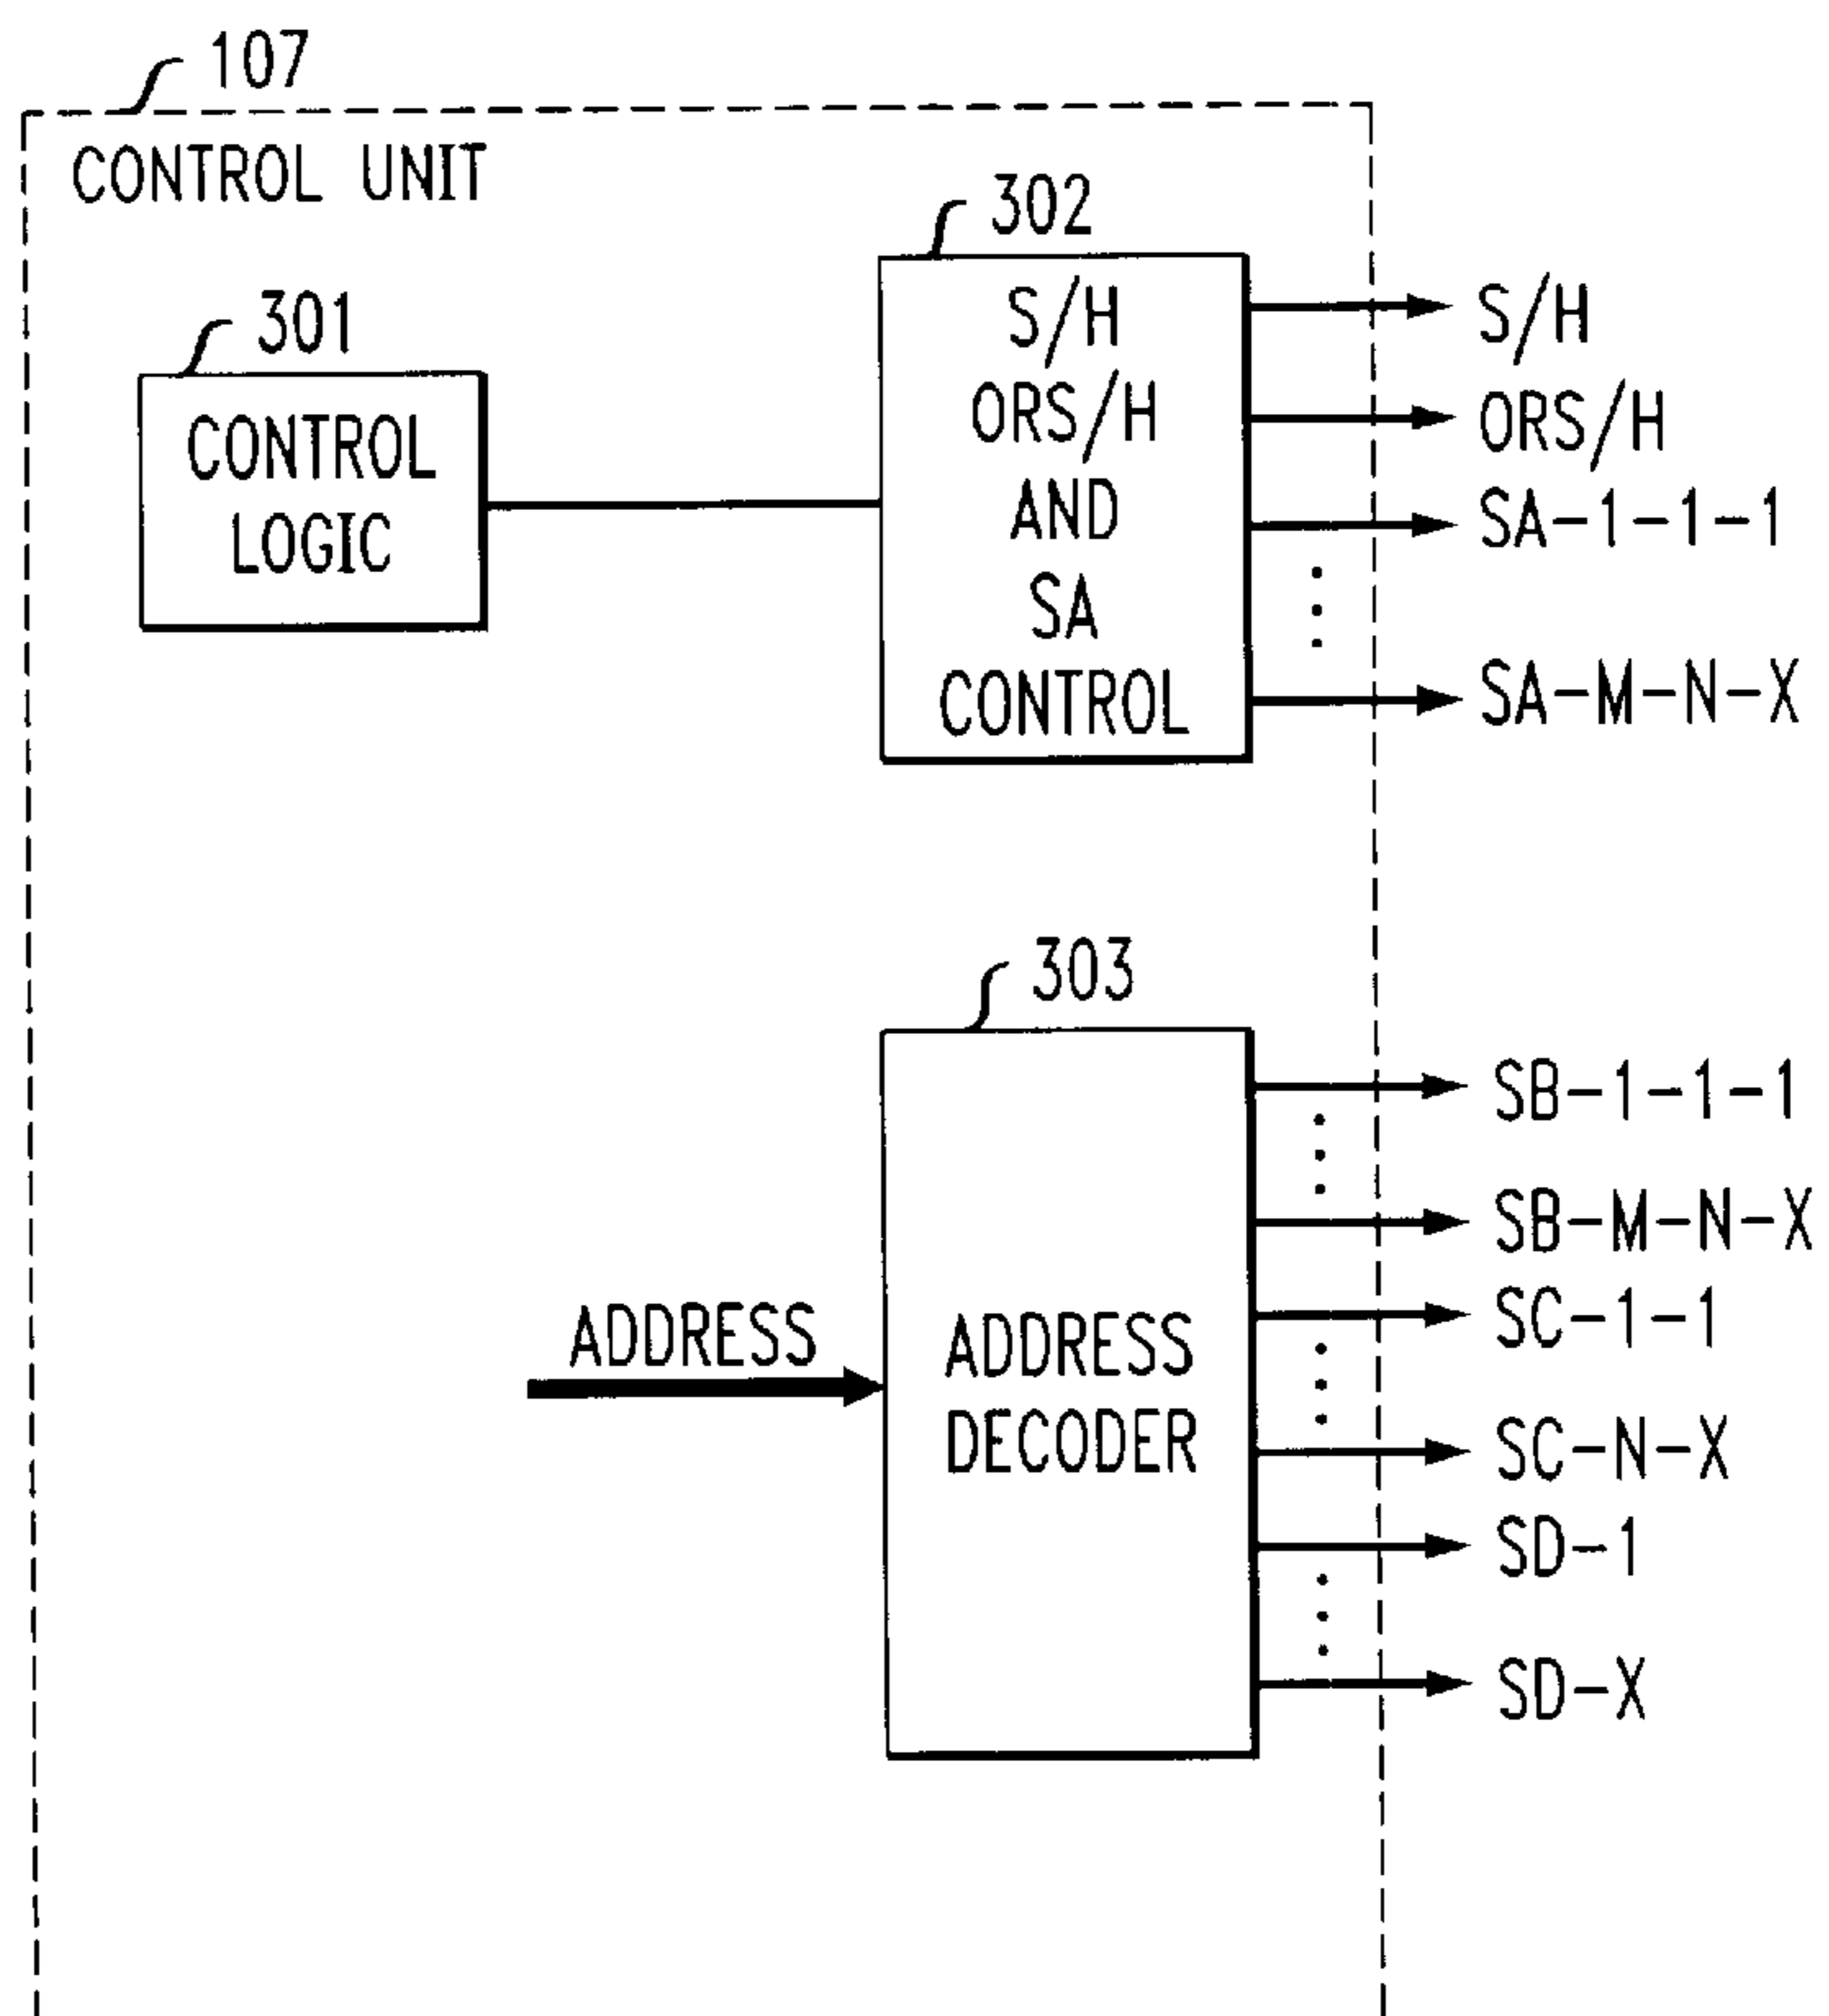 107
CONTROL UNIT
302
301
S/H
ORS/H
AND
SA
CONTROL
CONTROL
LOGIC
S/H
ORS/H
SA-1-1-1
SA-M-N-X
303
ADDRESS
ADDRESS
DECODER
SB-1-1-1
SB-M-N-X
SC-1-1
SC-N-X
SD-1
SD-X